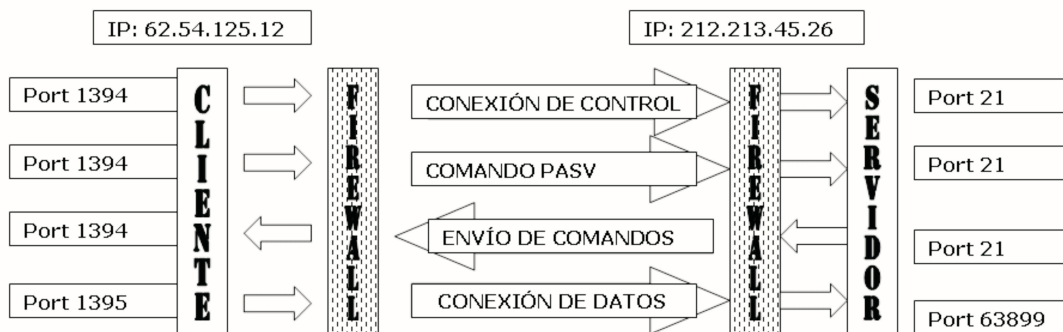 IP: 62.54.125.12
IP: 212.213.45.26
Port 1394
CONEXIÓN DE CONTROL
Port 21
Port 1394
COMANDO PASV
Port 21
Port 1394
ENVÍO DE COMANDOS
Port 21
Port 1395
CONEXIÓN DE DATOS
Port 63899
CLIENTE
FIREWALL
FIREWALL
SERVIDOR